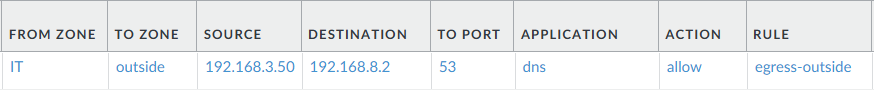 FROM ZONE TO ZONE SOURCE DESTINATION TO PORT APPLICATION ACTION RULE
IT outside 192.168.3.50 192.168.8.2 53 dns allow egress-outside